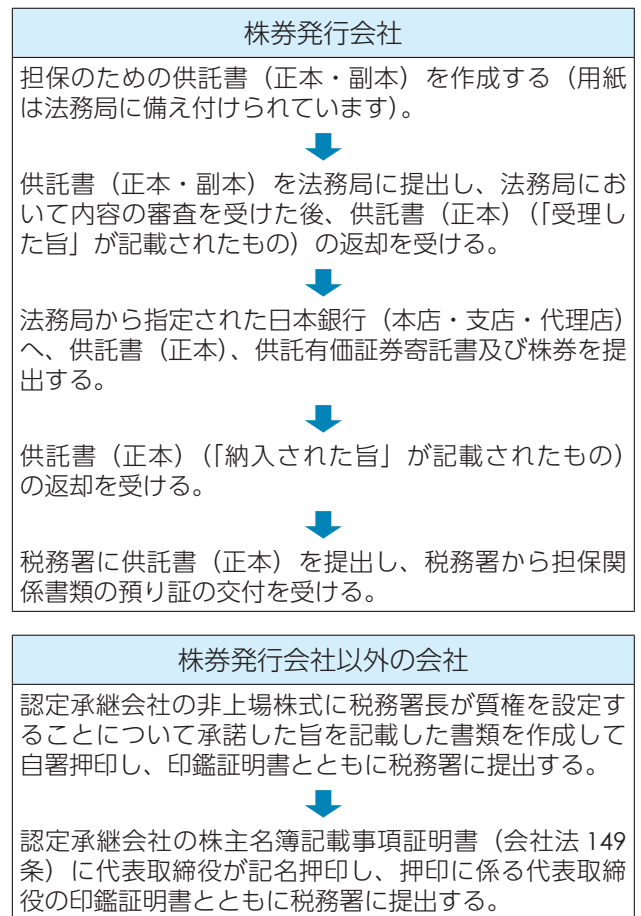 株券発行会社
担保のための供託書（正本・副本）を作成する（用紙
は法務局に備え付けられています）。
供託書（正本・副本）を法務局に提出し、法務局にお
いて内容の審査を受けた後、供託書（正本）（「受理し
た旨」が記載されたもの）の返却を受ける。
法務局から指定された日本銀行（本店・支店・代理店）
へ、供託書（正本）、供託有価証券寄託書及び株券を提
出する。
供託書（正本）（「納入された旨」が記載されたもの）
の返却を受ける。
税務署に供託書（正本）を提出し、税務署から担保関
係書類の預り証の交付を受ける。
株券発行会社以外の会社
認定承継会社の非上場株式に税務署長が質権を設定す
ることについて承諾した旨を記載した書類を作成して
自署押印し、印鑑証明書とともに税務署に提出する。
認定承継会社の株主名簿記載事項証明書（会社法 149
条）に代表取締役が記名押印し、押印に係る代表取締
役の印鑑証明書とともに税務署に提出する。